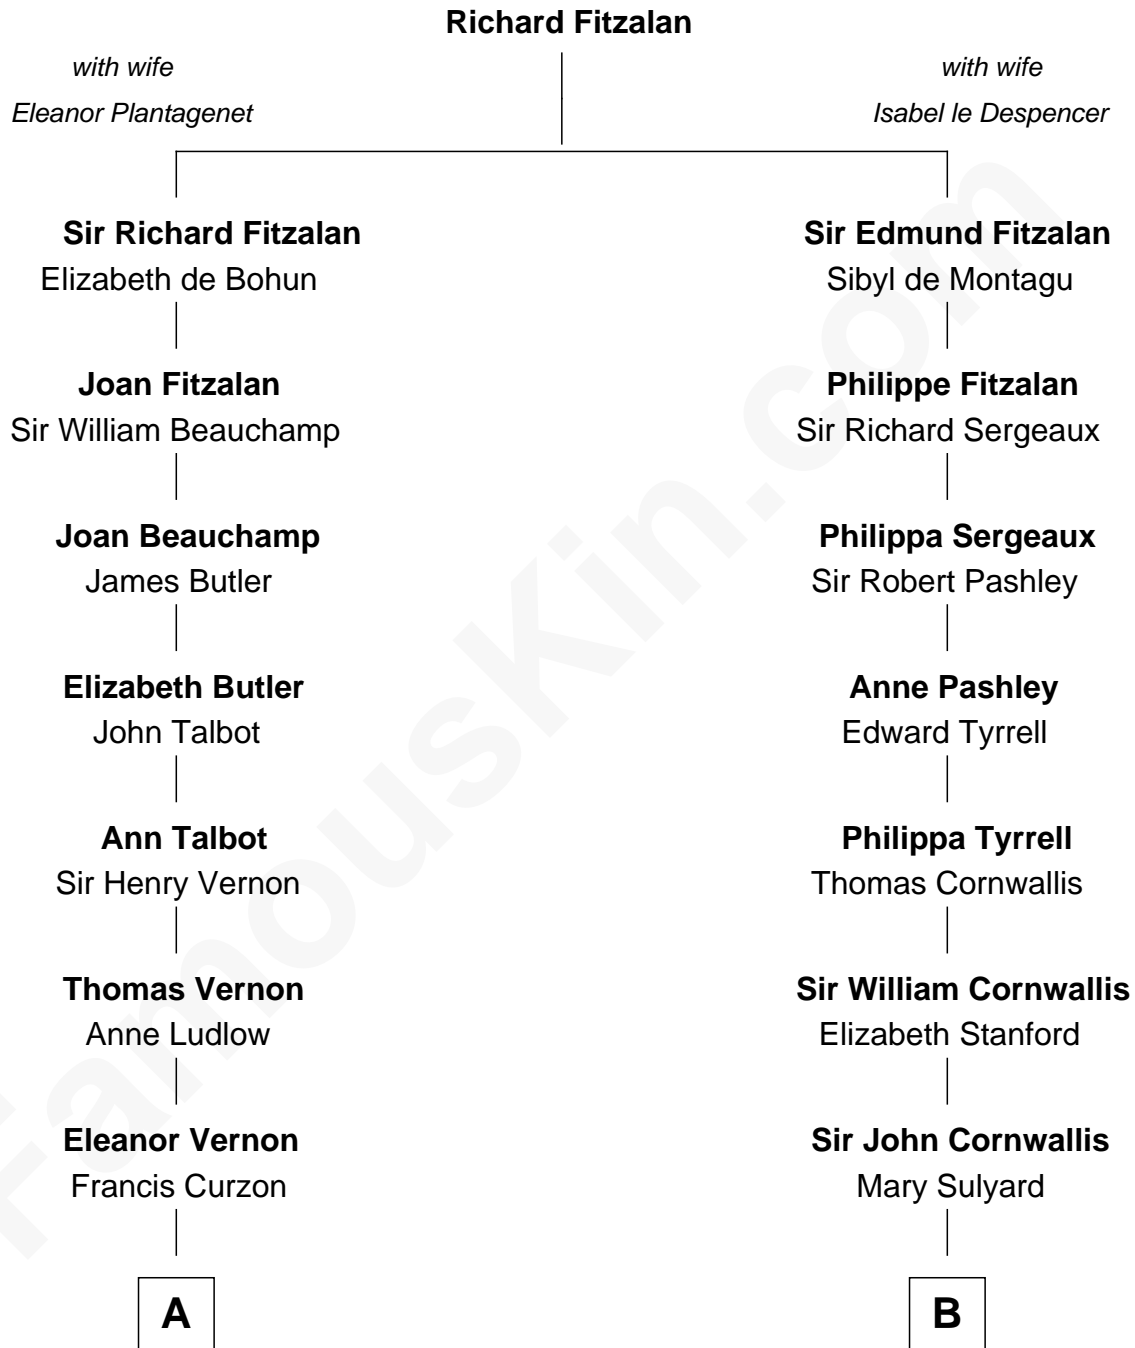 Richard Fitzalan
with wife
Eleanor Plantagenet
with wife
Isabel le Despencer
Sir Richard Fitzalan
Elizabeth de Bohun
Sir Edmund Fitzalan
Sibyl de Montagu
Joan Fitzalan
Sir William Beauchamp
Philippe Fitzalan
Sir Richard Sergeaux
Joan Beauchamp
James Butler
Philippa Sergeaux
Sir Robert Pashley
Elizabeth Butler
John Talbot
Anne Pashley
Edward Tyrrell
Ann Talbot
Sir Henry Vernon
Philippa Tyrrell
Thomas Cornwallis
Thomas Vernon
Anne Ludlow
Sir William Cornwallis
Elizabeth Stanford
Eleanor Vernon
Francis Curzon
Sir John Cornwallis
Mary Sulyard
A
B
FamousKin.com